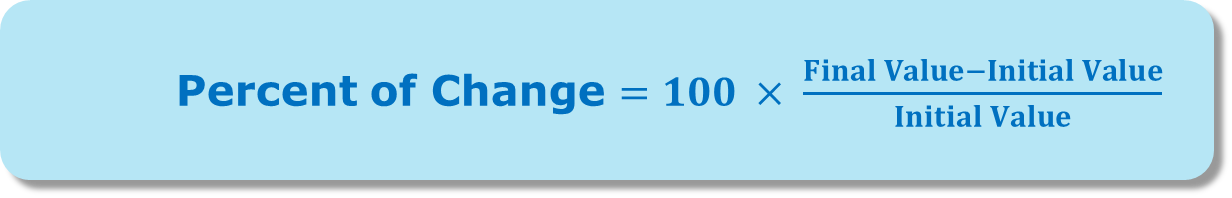 Percent of Change = 100 × Final Value−Initial Value
Initial Value